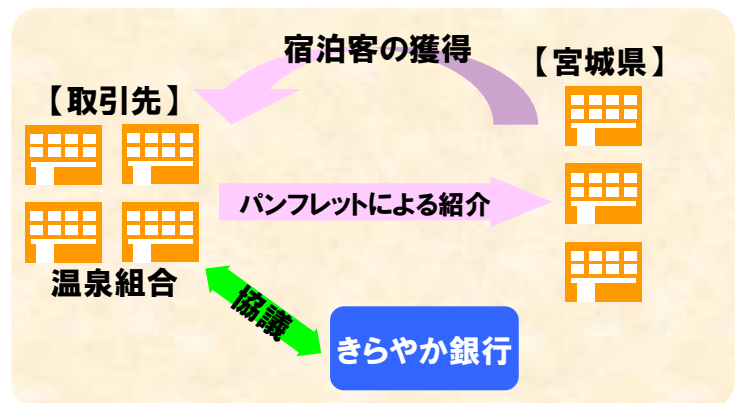 宿泊客の獲得
【宮城県】
【取引先】
パンフレットによる紹介
温泉組合
協議
きらやか銀行